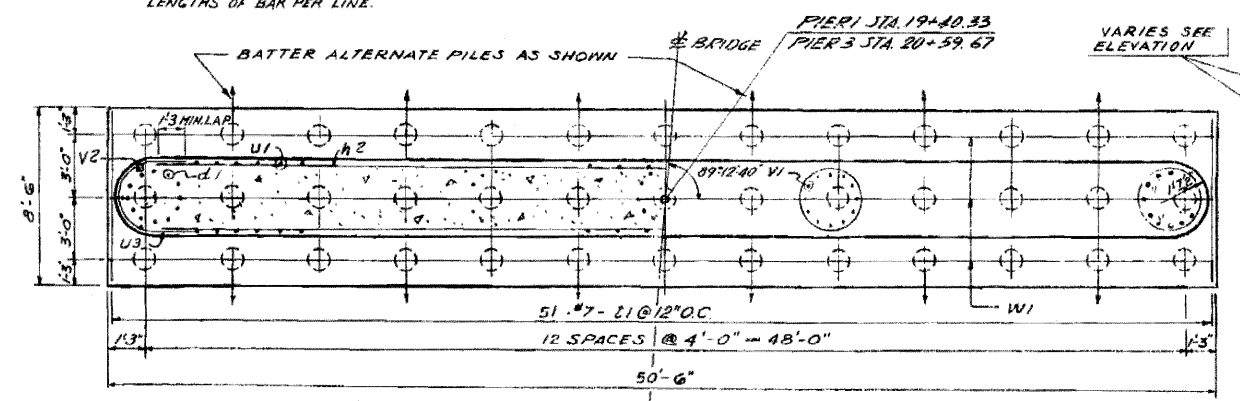 LENGTHS OF BAR PER LINE.
PIER 1 STA. 19+40.33
PIER 3 STA. 20+59.67
℄ BRIDGE
VARIES SEE
ELEVATION
BATTER ALTERNATE PILES AS SHOWN
1'-3"
1'-3 MIN. LAP
U1
h2
V2
d1
3'-0"
89°12'40"
V1
8'-6"
3'-0"
U3
1'-3"
W1
51 - #7 - t1 @ 12" O.C.
1'-3"
12 SPACES @ 4'-0" = 48'-0"
1'-3"
50'-6"